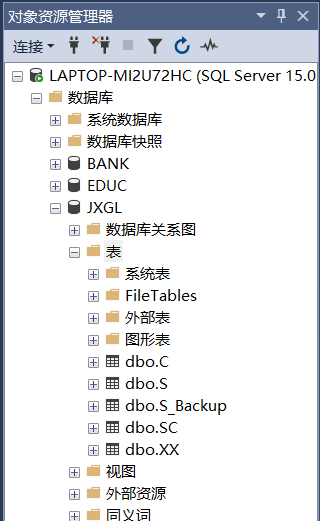 对象资源管理器
连接
LAPTOP-MI2U72HC (SQL Server 15.0
数据库
系统数据库
数据库快照
BANK
EDUC
JXGL
数据库关系图
表
系统表
FileTables
外部表
图形表
dbo.C
dbo.S
dbo.S_Backup
dbo.SC
dbo.XX
视图
外部资源
同义词